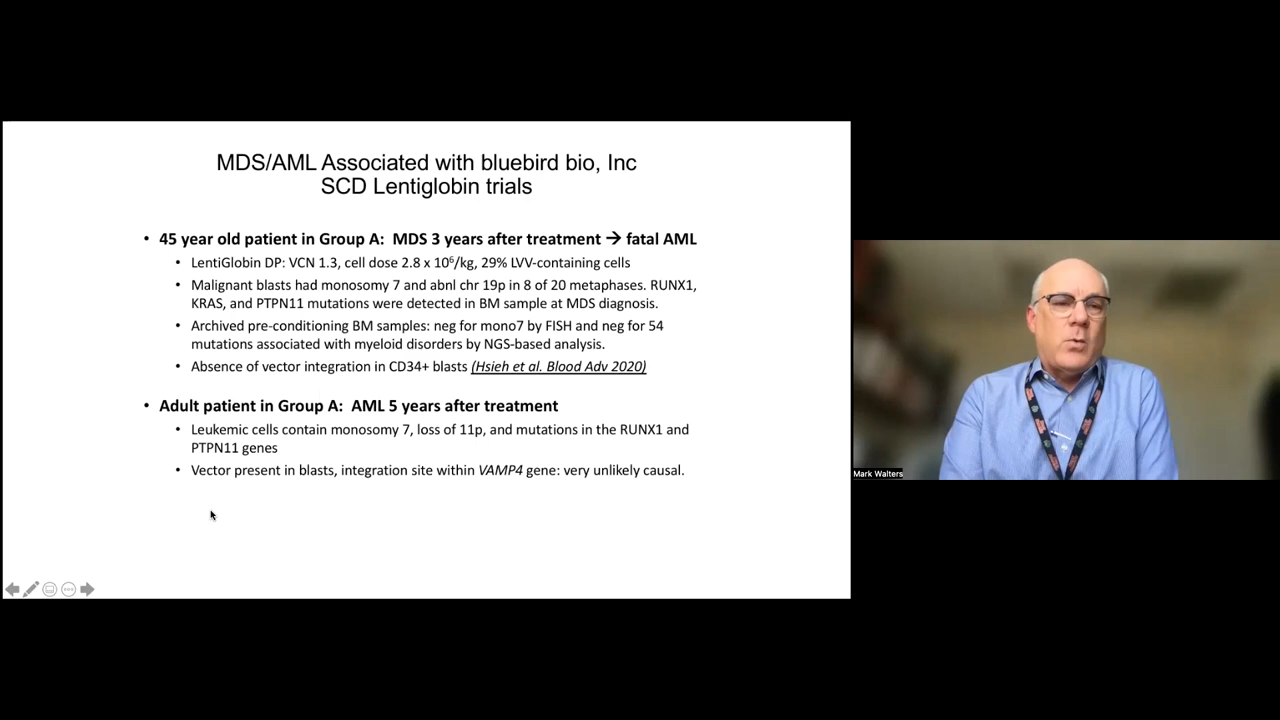 MDS/AML Associated with bluebird bio, Inc
SCD Lentiglobin trials
• 45 year old patient in Group A: MDS 3 years after treatment → fatal AML
• LentiGlobin DP: VCN 1.3, cell dose 2.8 x 10⁶/kg, 29% LVV-containing cells
• Malignant blasts had monosomy 7 and abnl chr 19p in 8 of 20 metaphases. RUNX1,
KRAS, and PTPN11 mutations were detected in BM sample at MDS diagnosis.
• Archived pre-conditioning BM samples: neg for mono7 by FISH and neg for 54
mutations associated with myeloid disorders by NGS-based analysis.
• Absence of vector integration in CD34+ blasts (Hsieh et al. Blood Adv 2020)
• Adult patient in Group A: AML 5 years after treatment
• Leukemic cells contain monosomy 7, loss of 11p, and mutations in the RUNX1 and
PTPN11 genes
• Vector present in blasts, integration site within VAMP4 gene: very unlikely causal.
Mark Walters